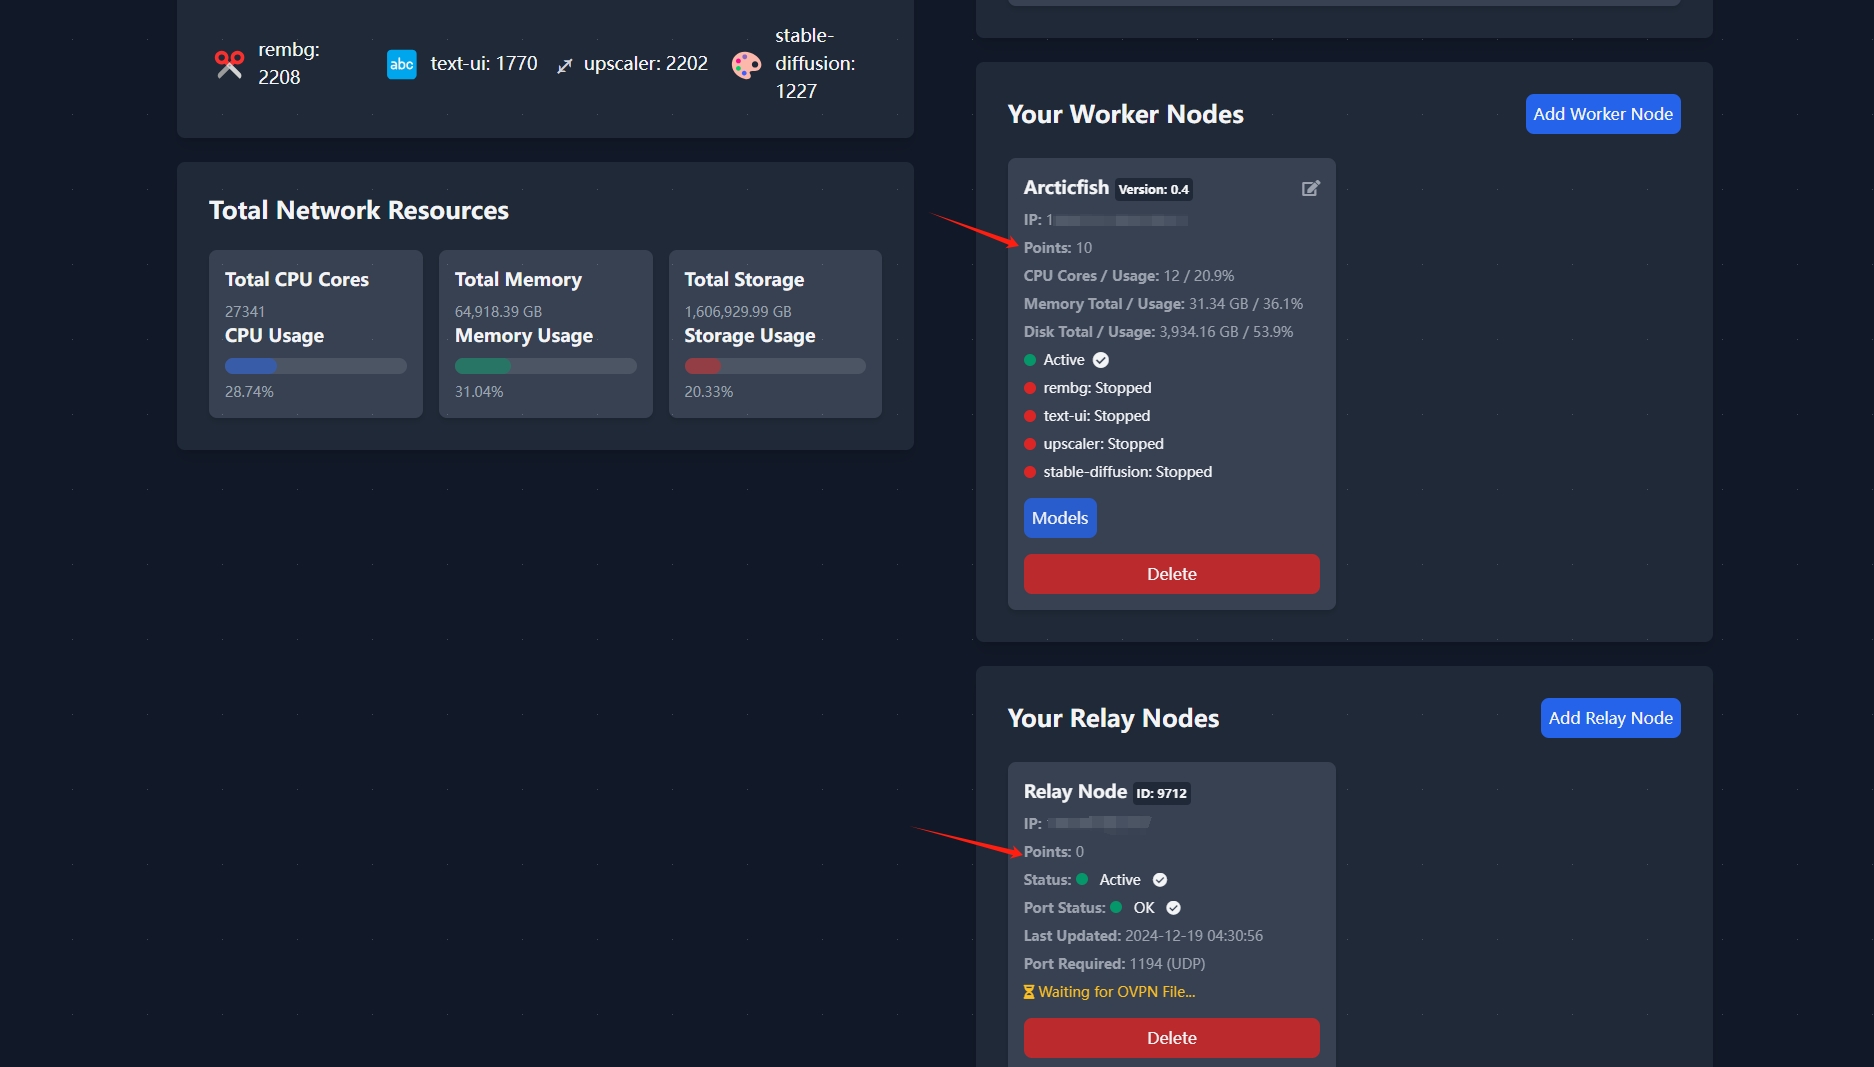 rembg:
2208
abc
text-ui: 1770
upscaler: 2202
stable-
diffusion:
1227
Total Network Resources
Total CPU Cores
27341
CPU Usage
28.74%
Total Memory
64,918.39 GB
Memory Usage
31.04%
Total Storage
1,606,929.99 GB
Storage Usage
20.33%
Your Worker Nodes
Add Worker Node
Arcticfish Version: 0.4
IP: 1
Points: 10
CPU Cores / Usage: 12 / 20.9%
Memory Total / Usage: 31.34 GB / 36.1%
Disk Total / Usage: 3,934.16 GB / 53.9%
Active
rembg: Stopped
text-ui: Stopped
upscaler: Stopped
stable-diffusion: Stopped
Models
Delete
Your Relay Nodes
Add Relay Node
Relay Node ID: 9712
IP:
Points: 0
Status: Active
Port Status: OK
Last Updated: 2024-12-19 04:30:56
Port Required: 1194 (UDP)
Waiting for OVPN File...
Delete